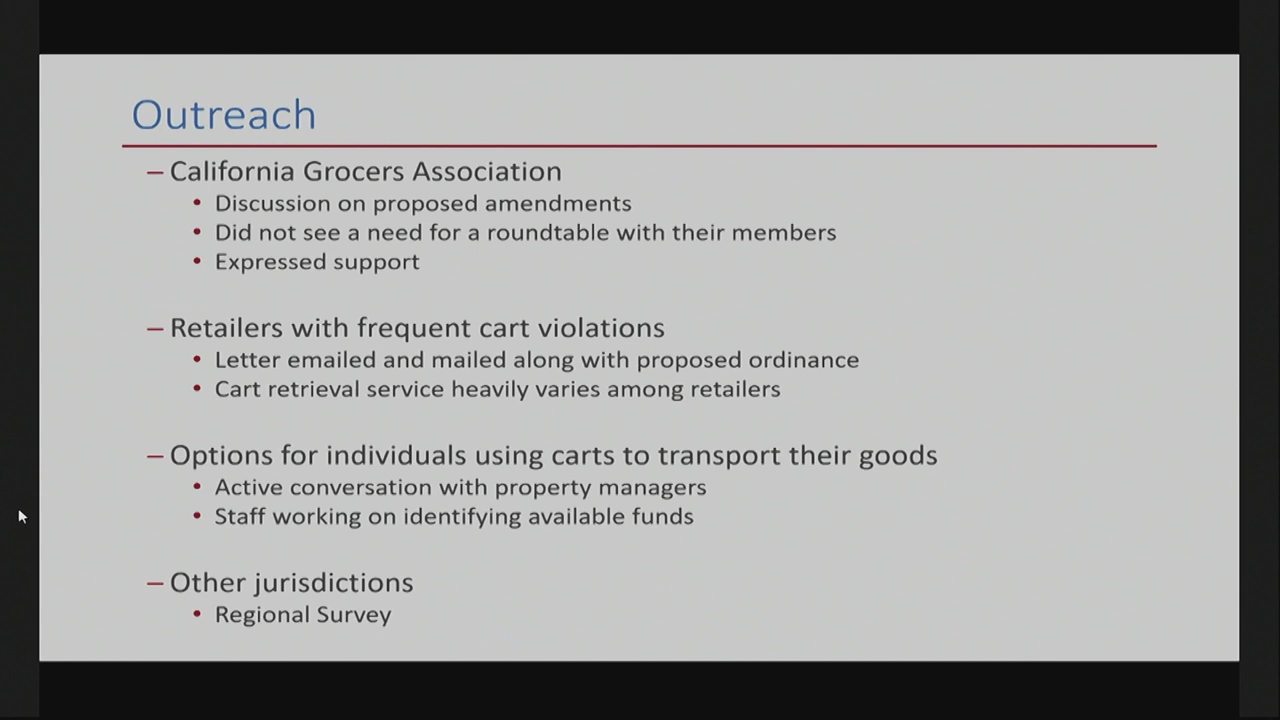 Outreach
– California Grocers Association
• Discussion on proposed amendments
• Did not see a need for a roundtable with their members
• Expressed support
– Retailers with frequent cart violations
• Letter emailed and mailed along with proposed ordinance
• Cart retrieval service heavily varies among retailers
– Options for individuals using carts to transport their goods
• Active conversation with property managers
• Staff working on identifying available funds
– Other jurisdictions
• Regional Survey